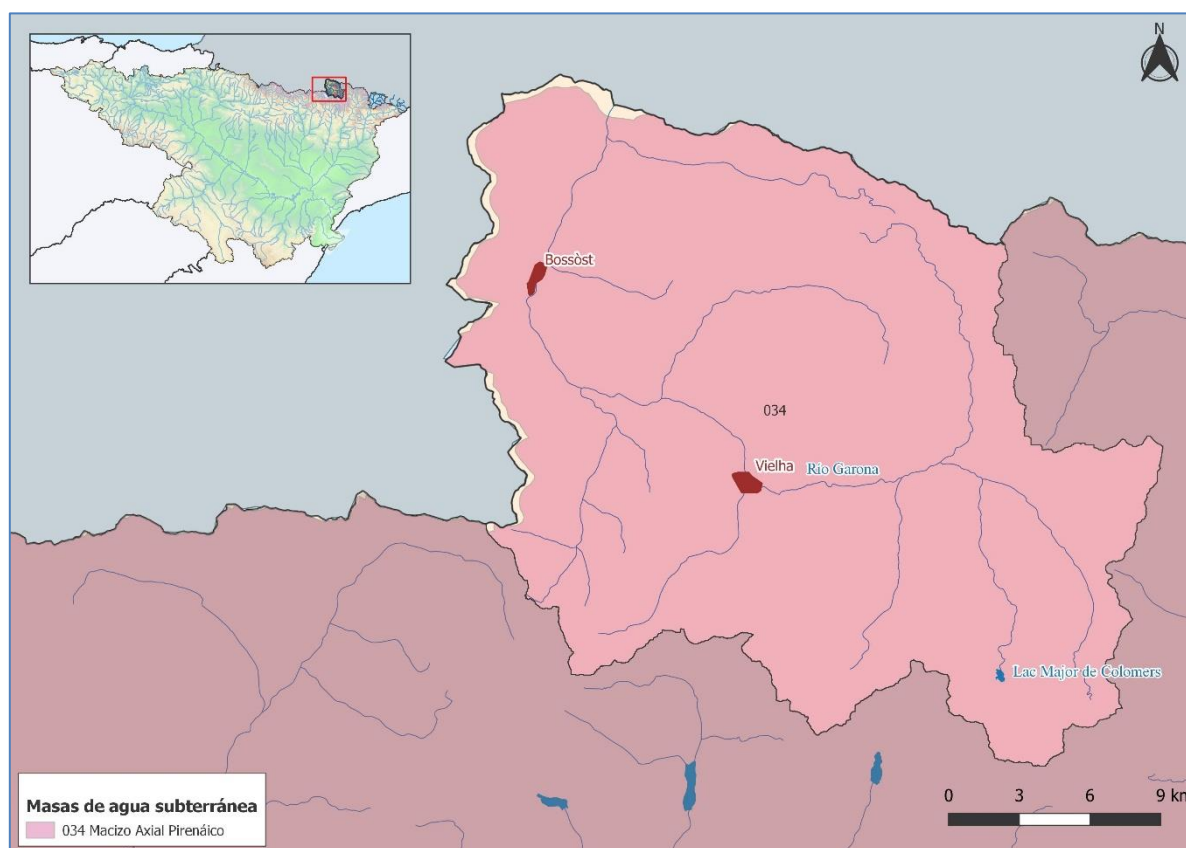 N
Bossòst
034
Vielha
Rio Garona
Lac Major de Colomers
Masas de agua subterránea
034 Macizo Axial Pirenáico
0 3 6 9 km